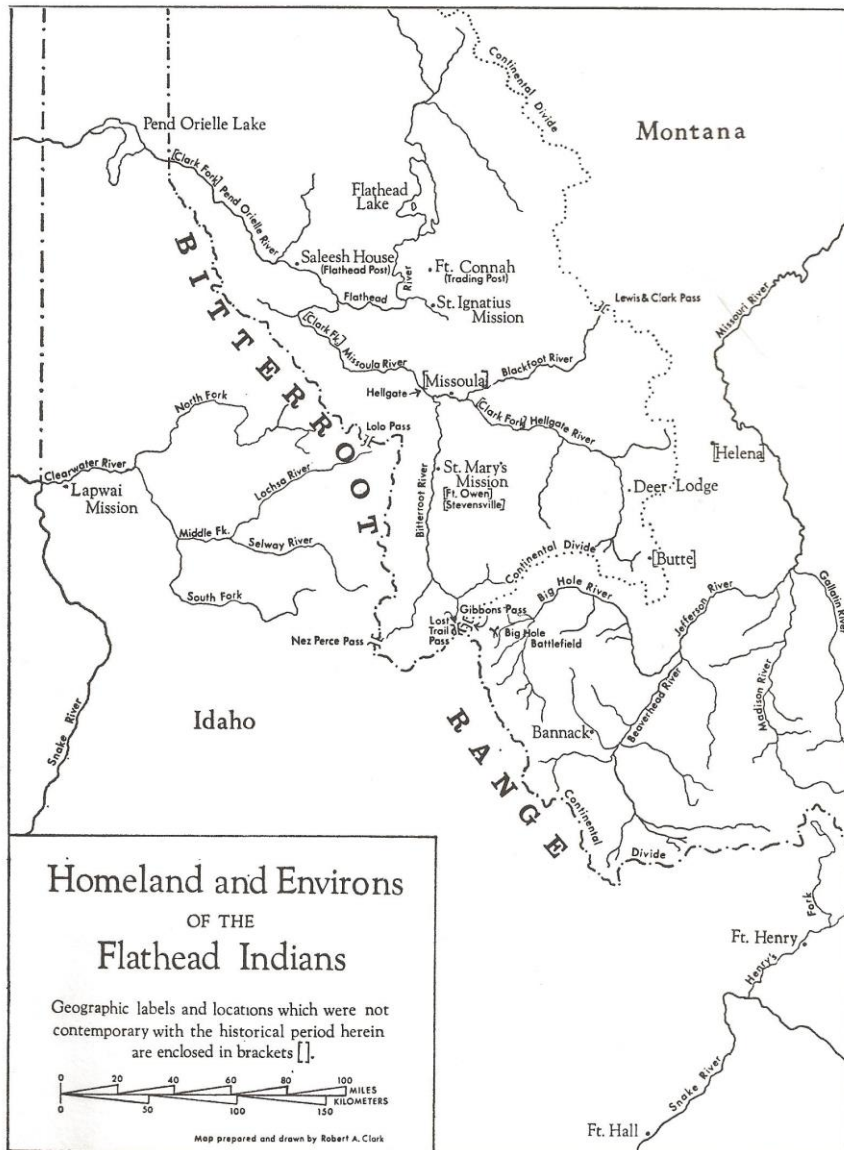 Continental Divide
Montana
Pend Orielle Lake
[Clark Fork] Pend Orielle River
Flathead
Lake
Saleesh House
(Flathead Post)
Ft. Connah
(Trading Post)
River
Flathead
St. Ignatius
Mission
Lewis & Clark Pass
Missouri River
BITTERROOT
[Clark Fk.] Missoula River
[Missoula]
Blackfoot River
Hellgate
[Clark Fork] Hellgate River
North Fork
Lolo Pass
[Helena]
Clearwater River
Lapwai
Mission
Lochsa River
Bitterroot River
St. Mary's
Mission
[Ft. Owen]
[Stevensville]
Deer Lodge
Middle Fk.
Selway River
Continental Divide
[Butte]
South Fork
Gibbons Pass
Big Hole River
Jefferson River
Gallatin River
Lost
Trail
Pass
Big Hole
Battlefield
Nez Perce Pass
Madison River
Beaverhead River
Idaho
Snake River
RANGE
Bannack
Continental
Divide
Homeland and Environs
OF THE
Flathead Indians
Geographic labels and locations which were not
contemporary with the historical period herein
are enclosed in brackets [ ].
0 20 40 60 80 100
MILES
KILOMETERS
0 50 100 150
Map prepared and drawn by Robert A. Clark
Ft. Henry
Henry's Fork
Snake River
Ft. Hall